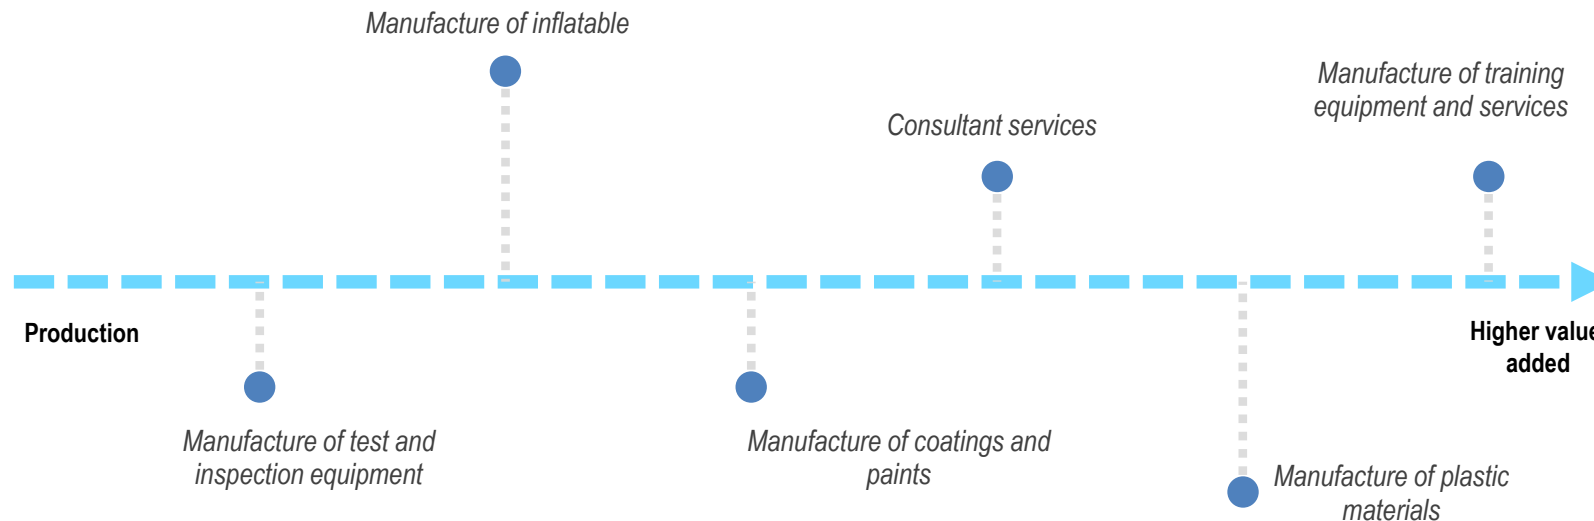 Manufacture of inflatable
Manufacture of training
equipment and services
Consultant services
Production
Higher value
added
Manufacture of test and
inspection equipment
Manufacture of coatings and
paints
Manufacture of plastic
materials